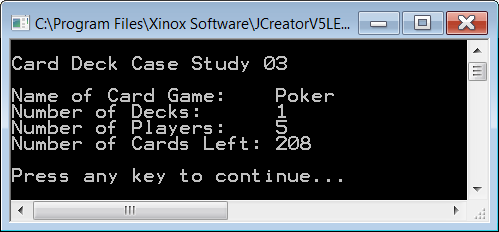 C:\Program Files\Xinox Software\JCreatorV5LE...
Card Deck Case Study 03
Name of Card Game:    Poker
Number of Decks:      1
Number of Players:    5
Number of Cards Left: 208
Press any key to continue...